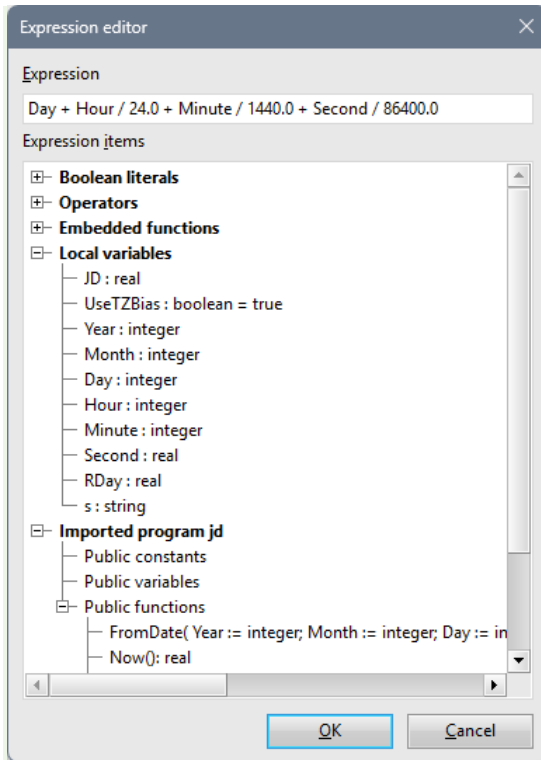 Expression editor
Expression
Day + Hour / 24.0 + Minute / 1440.0 + Second / 86400.0
Expression items
Boolean literals
Operators
Embedded functions
Local variables
JD : real
UseTZBias : boolean = true
Year : integer
Month : integer
Day : integer
Hour : integer
Minute : integer
Second : real
RDay : real
s : string
Imported program jd
Public constants
Public variables
Public functions
FromDate( Year := integer; Month := integer; Day := in
Now(): real
OK
Cancel